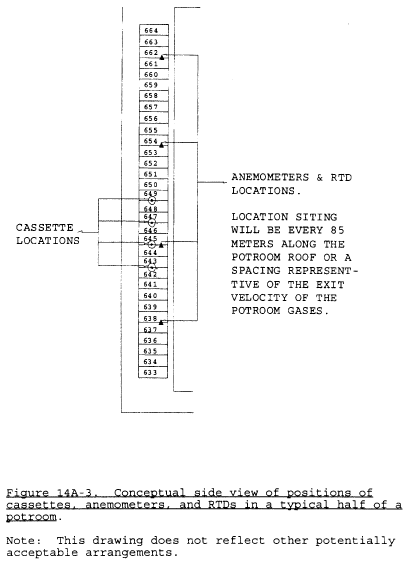 664
663
662
661
660
659
658
657
656
655
654
653
652
651
650
649
648
647
646
645
644
643
642
641
640
639
638
637
636
635
634
633
CASSETTE
LOCATIONS
ANEMOMETERS & RTD
LOCATIONS.
LOCATION SITING
WILL BE EVERY 85
METERS ALONG THE
POTROOM ROOF OR A
SPACING REPRESENT-
TIVE OF THE EXIT
VELOCITY OF THE
POTROOM GASES.
Figure 14A-3. Conceptual side view of positions of
cassettes, anemometers, and RTDs in a typical half of a
potroom.
Note: This drawing does not reflect other potentially
acceptable arrangements.